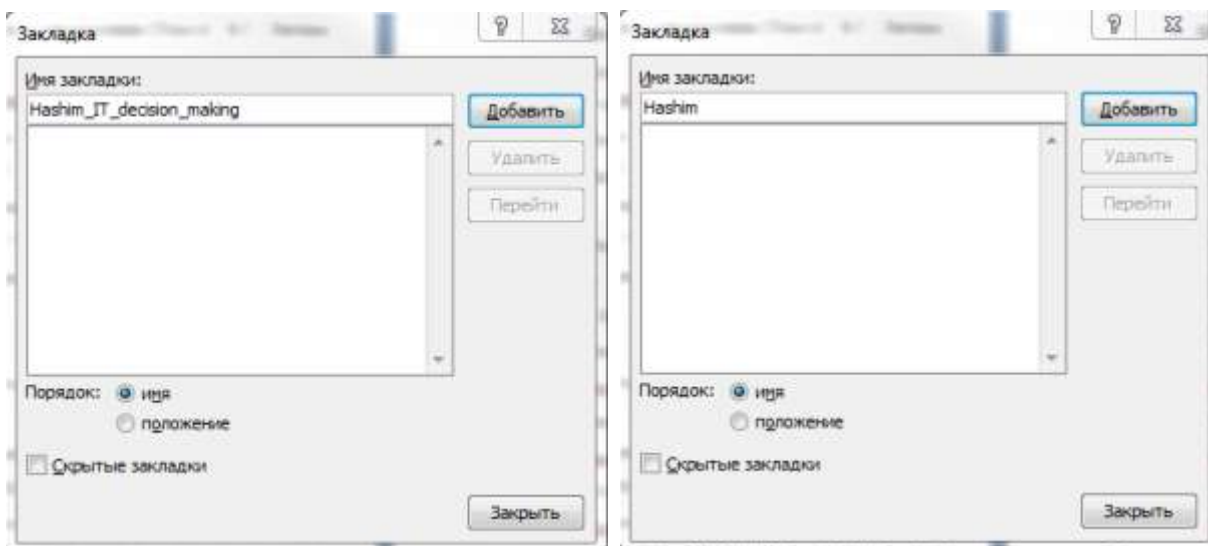 Закладка
Имя закладки:
Hashim_IT_decision_making
Добавить
Удалить
Перейти
Порядок: имя
положение
Скрытые закладки
Закрыть
Закладка
Имя закладки:
Hashim
Добавить
Удалить
Перейти
Порядок: имя
положение
Скрытые закладки
Закрыть